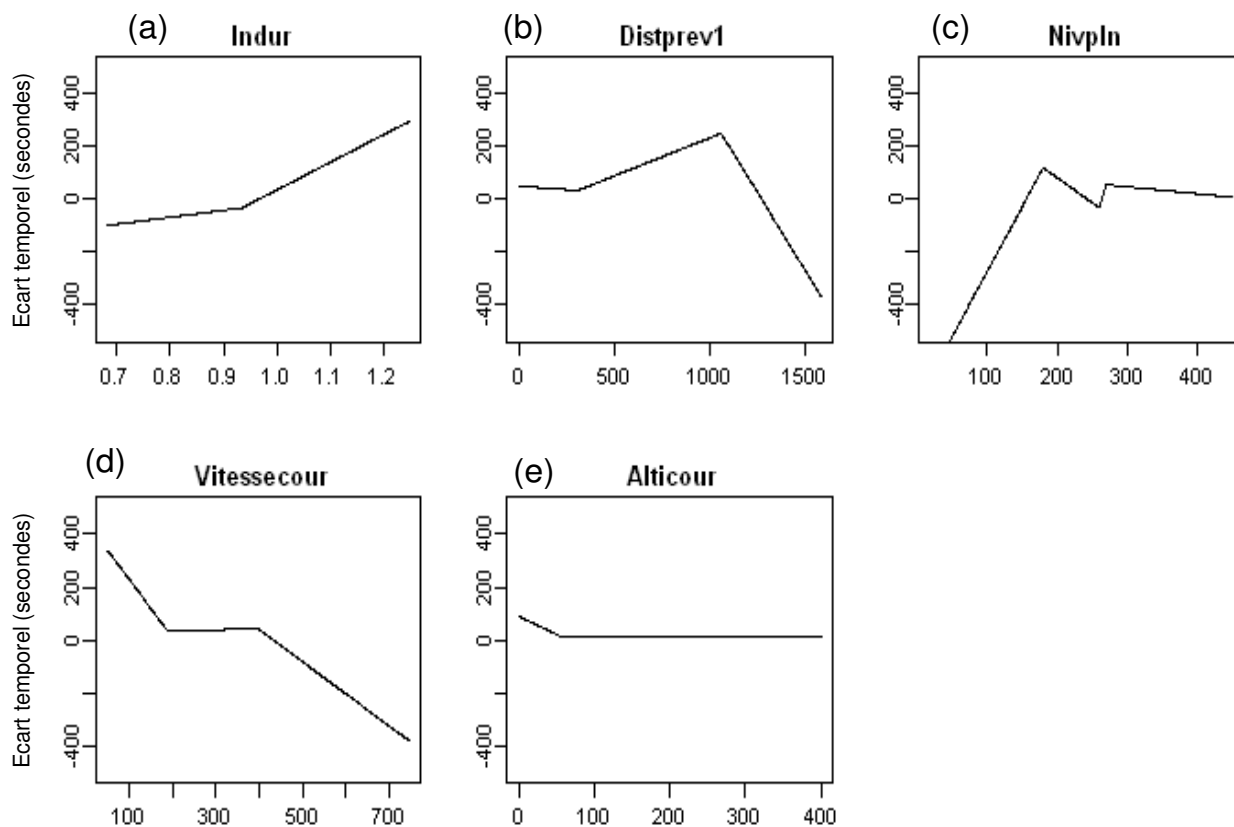 (a) Indur
(b) Distprev1
(c) Nivpln
Ecart temporel (secondes)
400
200
0
-400
0.7 0.8 0.9 1.0 1.1 1.2
400
200
0
-400
0 500 1000 1500
400
200
0
-400
100 200 300 400
(d) Vitessecour
(e) Alticour
Ecart temporel (secondes)
400
200
0
-400
100 300 500 700
400
200
0
-400
0 100 200 300 400